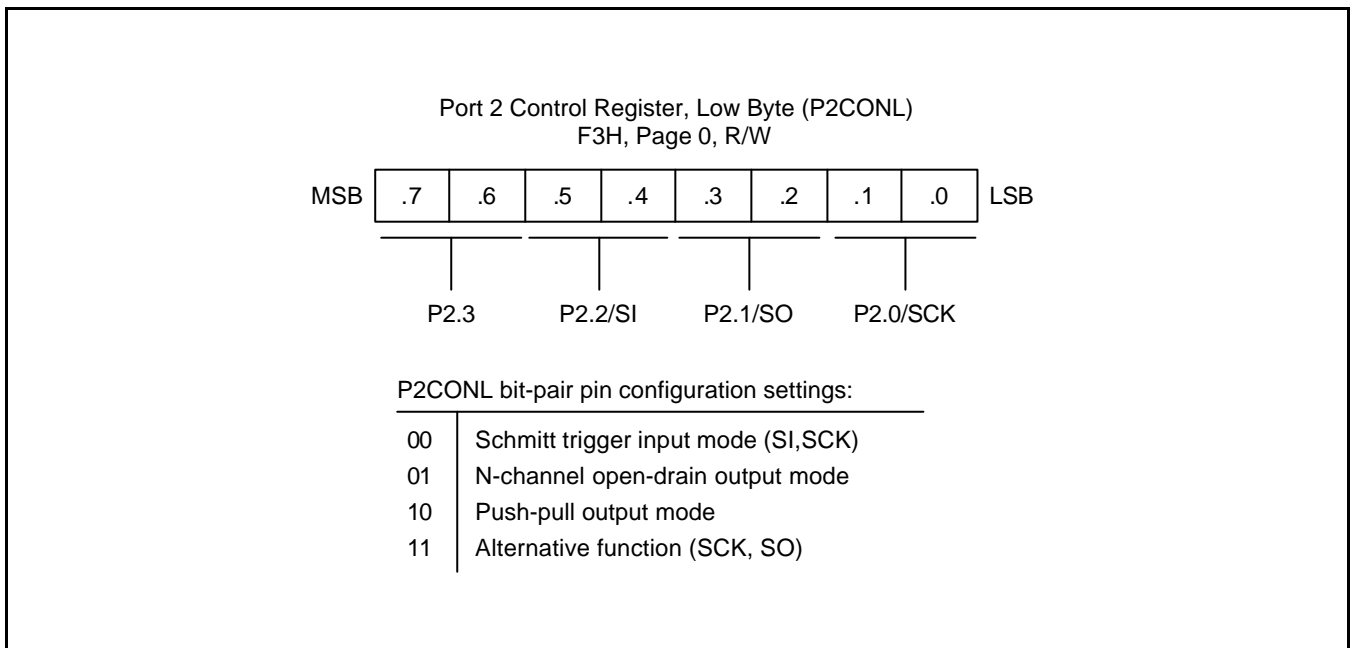 Port 2 Control Register, Low Byte (P2CONL)
F3H, Page 0, R/W
MSB .7 .6 .5 .4 .3 .2 .1 .0 LSB
P2.3 P2.2/SI P2.1/SO P2.0/SCK
P2CONL bit-pair pin configuration settings:
00 Schmitt trigger input mode (SI,SCK)
01 N-channel open-drain output mode
10 Push-pull output mode
11 Alternative function (SCK, SO)